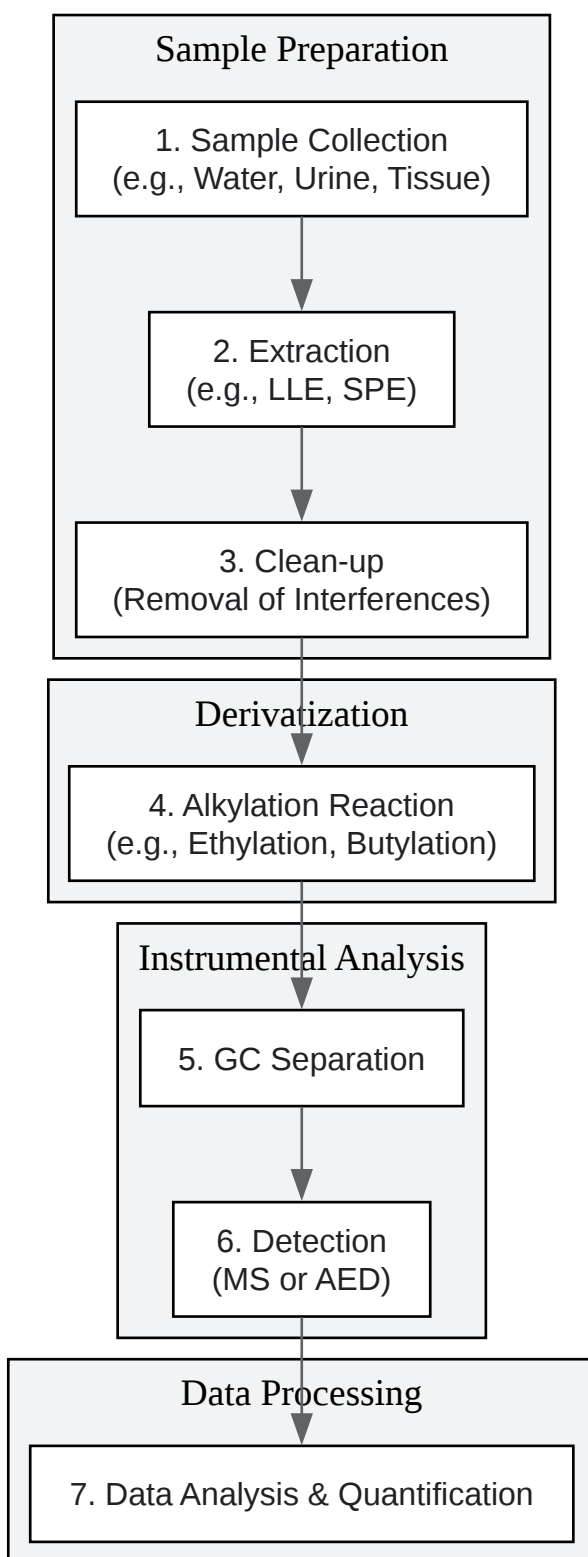 Sample Preparation
1. Sample Collection
(e.g., Water, Urine, Tissue)
2. Extraction
(e.g., LLE, SPE)
3. Clean-up
(Removal of Interferences)
Derivatization
4. Alkylation Reaction
(e.g., Ethylation, Butylation)
Instrumental Analysis
5. GC Separation
6. Detection
(MS or AED)
Data Processing
7. Data Analysis & Quantification